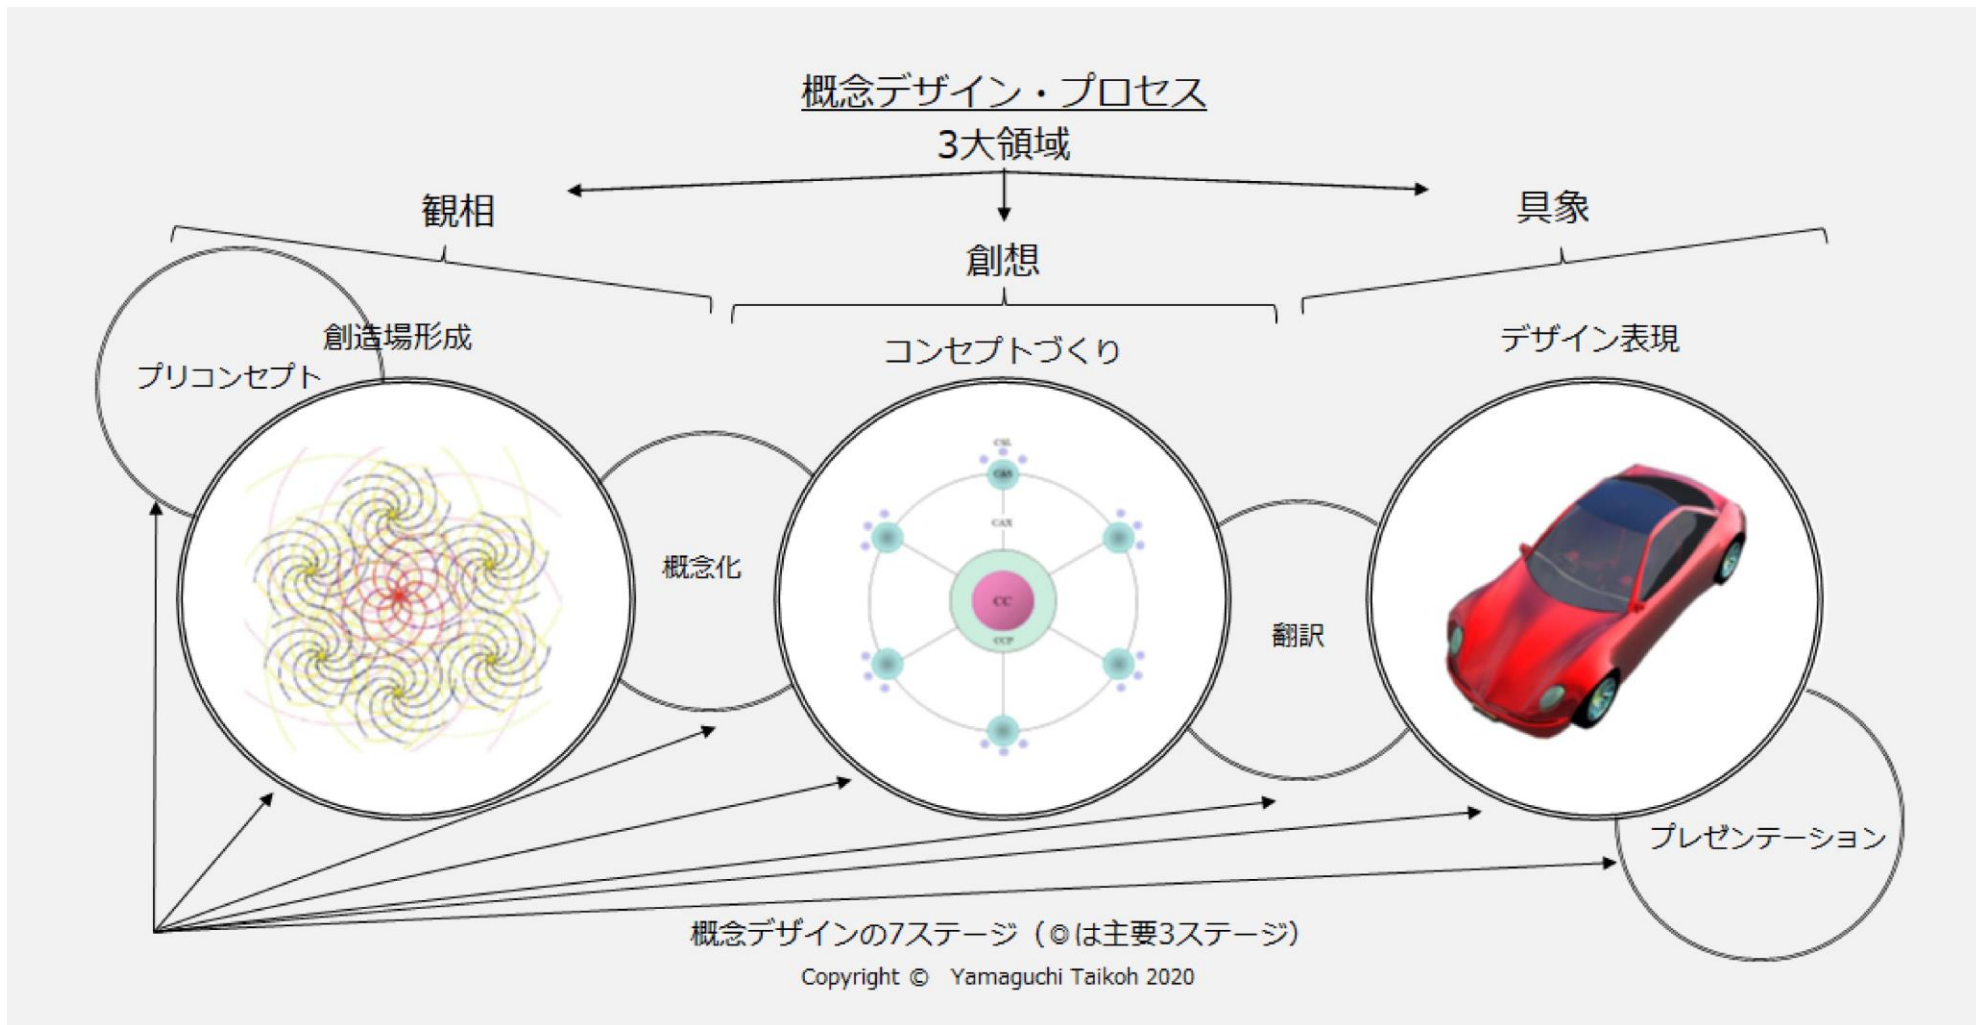 概念デザイン・プロセス
3大領域
観相
創想
具象
創造場形成
プリコンセプト
コンセプトづくり
デザイン表現
概念化
翻訳
CSL
CAS
CAX
CC
CCP
プレゼンテーション
概念デザインの7ステージ（◎は主要3ステージ）
Copyright © Yamaguchi Taikoh 2020